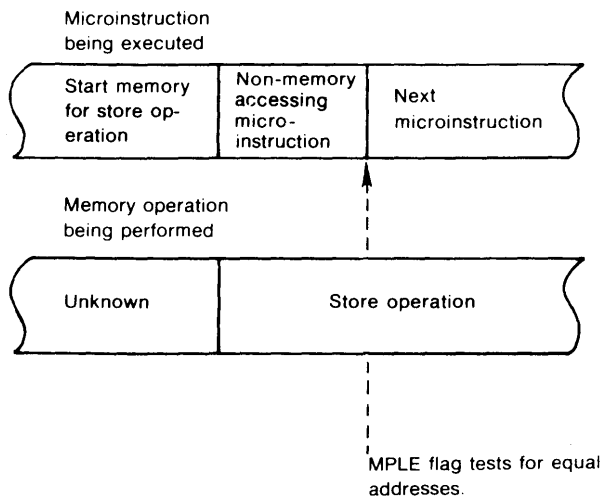 Microinstruction
being executed
Start memory
for store op-
eration
Non-memory
accessing
micro-
instruction
Next
microinstruction
Memory operation
being performed
Unknown
Store operation
MPLE flag tests for equal
addresses.